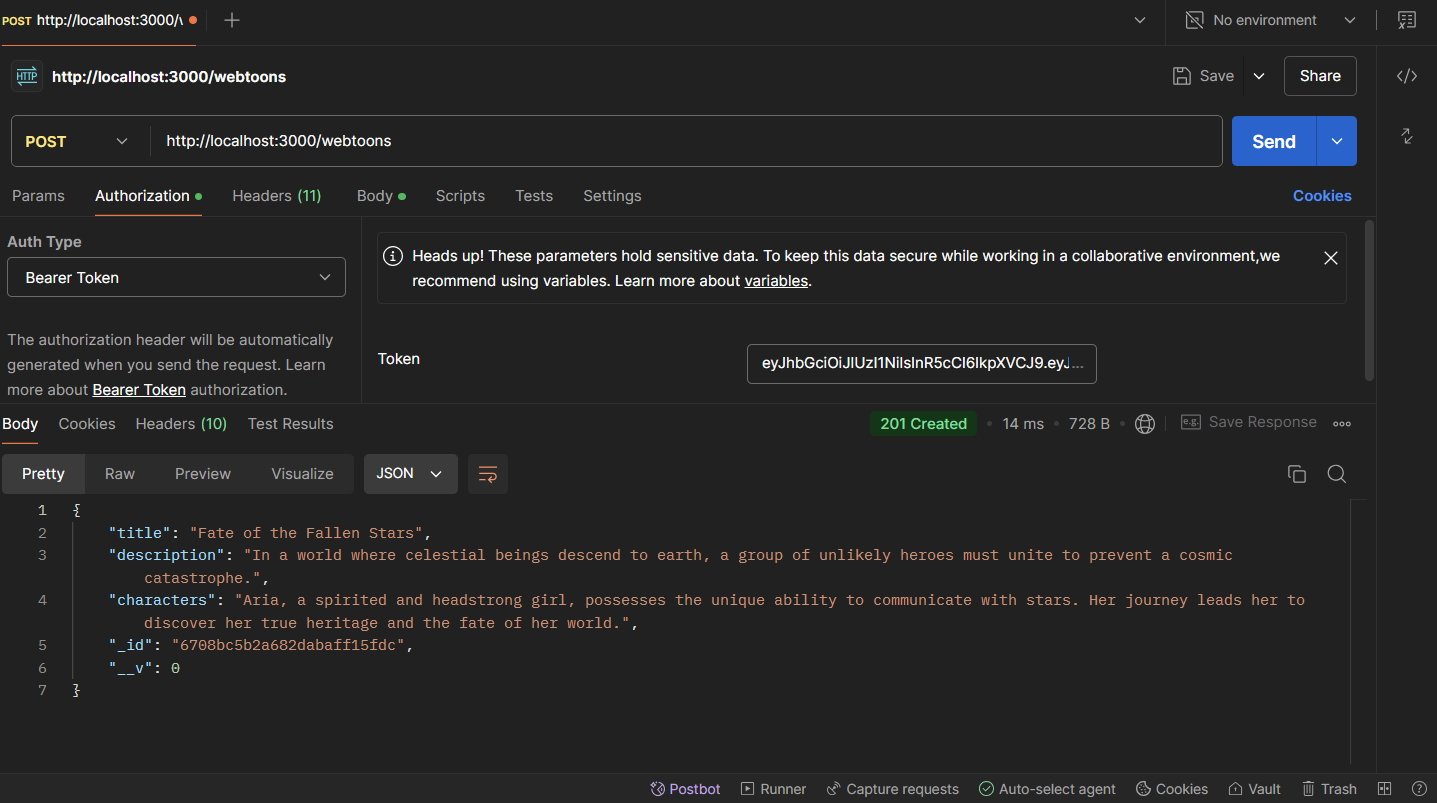 POST http://localhost:3000/
No environment
HTTP http://localhost:3000/webtoons
Save
Share
POST
http://localhost:3000/webtoons
Send
Params
Authorization
Headers (11)
Body
Scripts
Tests
Settings
Cookies
Auth Type
Bearer Token
The authorization header will be automatically
generated when you send the request. Learn
more about Bearer Token authorization.
Heads up! These parameters hold sensitive data. To keep this data secure while working in a collaborative environment,we
recommend using variables. Learn more about variables.
Token
Body
Cookies
Headers (10)
Test Results
201 Created
14 ms
728 B
e.g.
Save Response
Pretty
Raw
Preview
Visualize
JSON
1 {
2 "title": "Fate of the Fallen Stars",
3 "description": "In a world where celestial beings descend to earth, a group of unlikely heroes must unite to prevent a cosmic
catastrophe.",
4 "characters": "Aria, a spirited and headstrong girl, possesses the unique ability to communicate with stars. Her journey leads her to
discover her true heritage and the fate of her world.",
5 "_id": "6708bc5b2a682dabaff15fdc",
6 "__v": 0
7 }
Postbot
Runner
Capture requests
Auto-select agent
Cookies
Vault
Trash